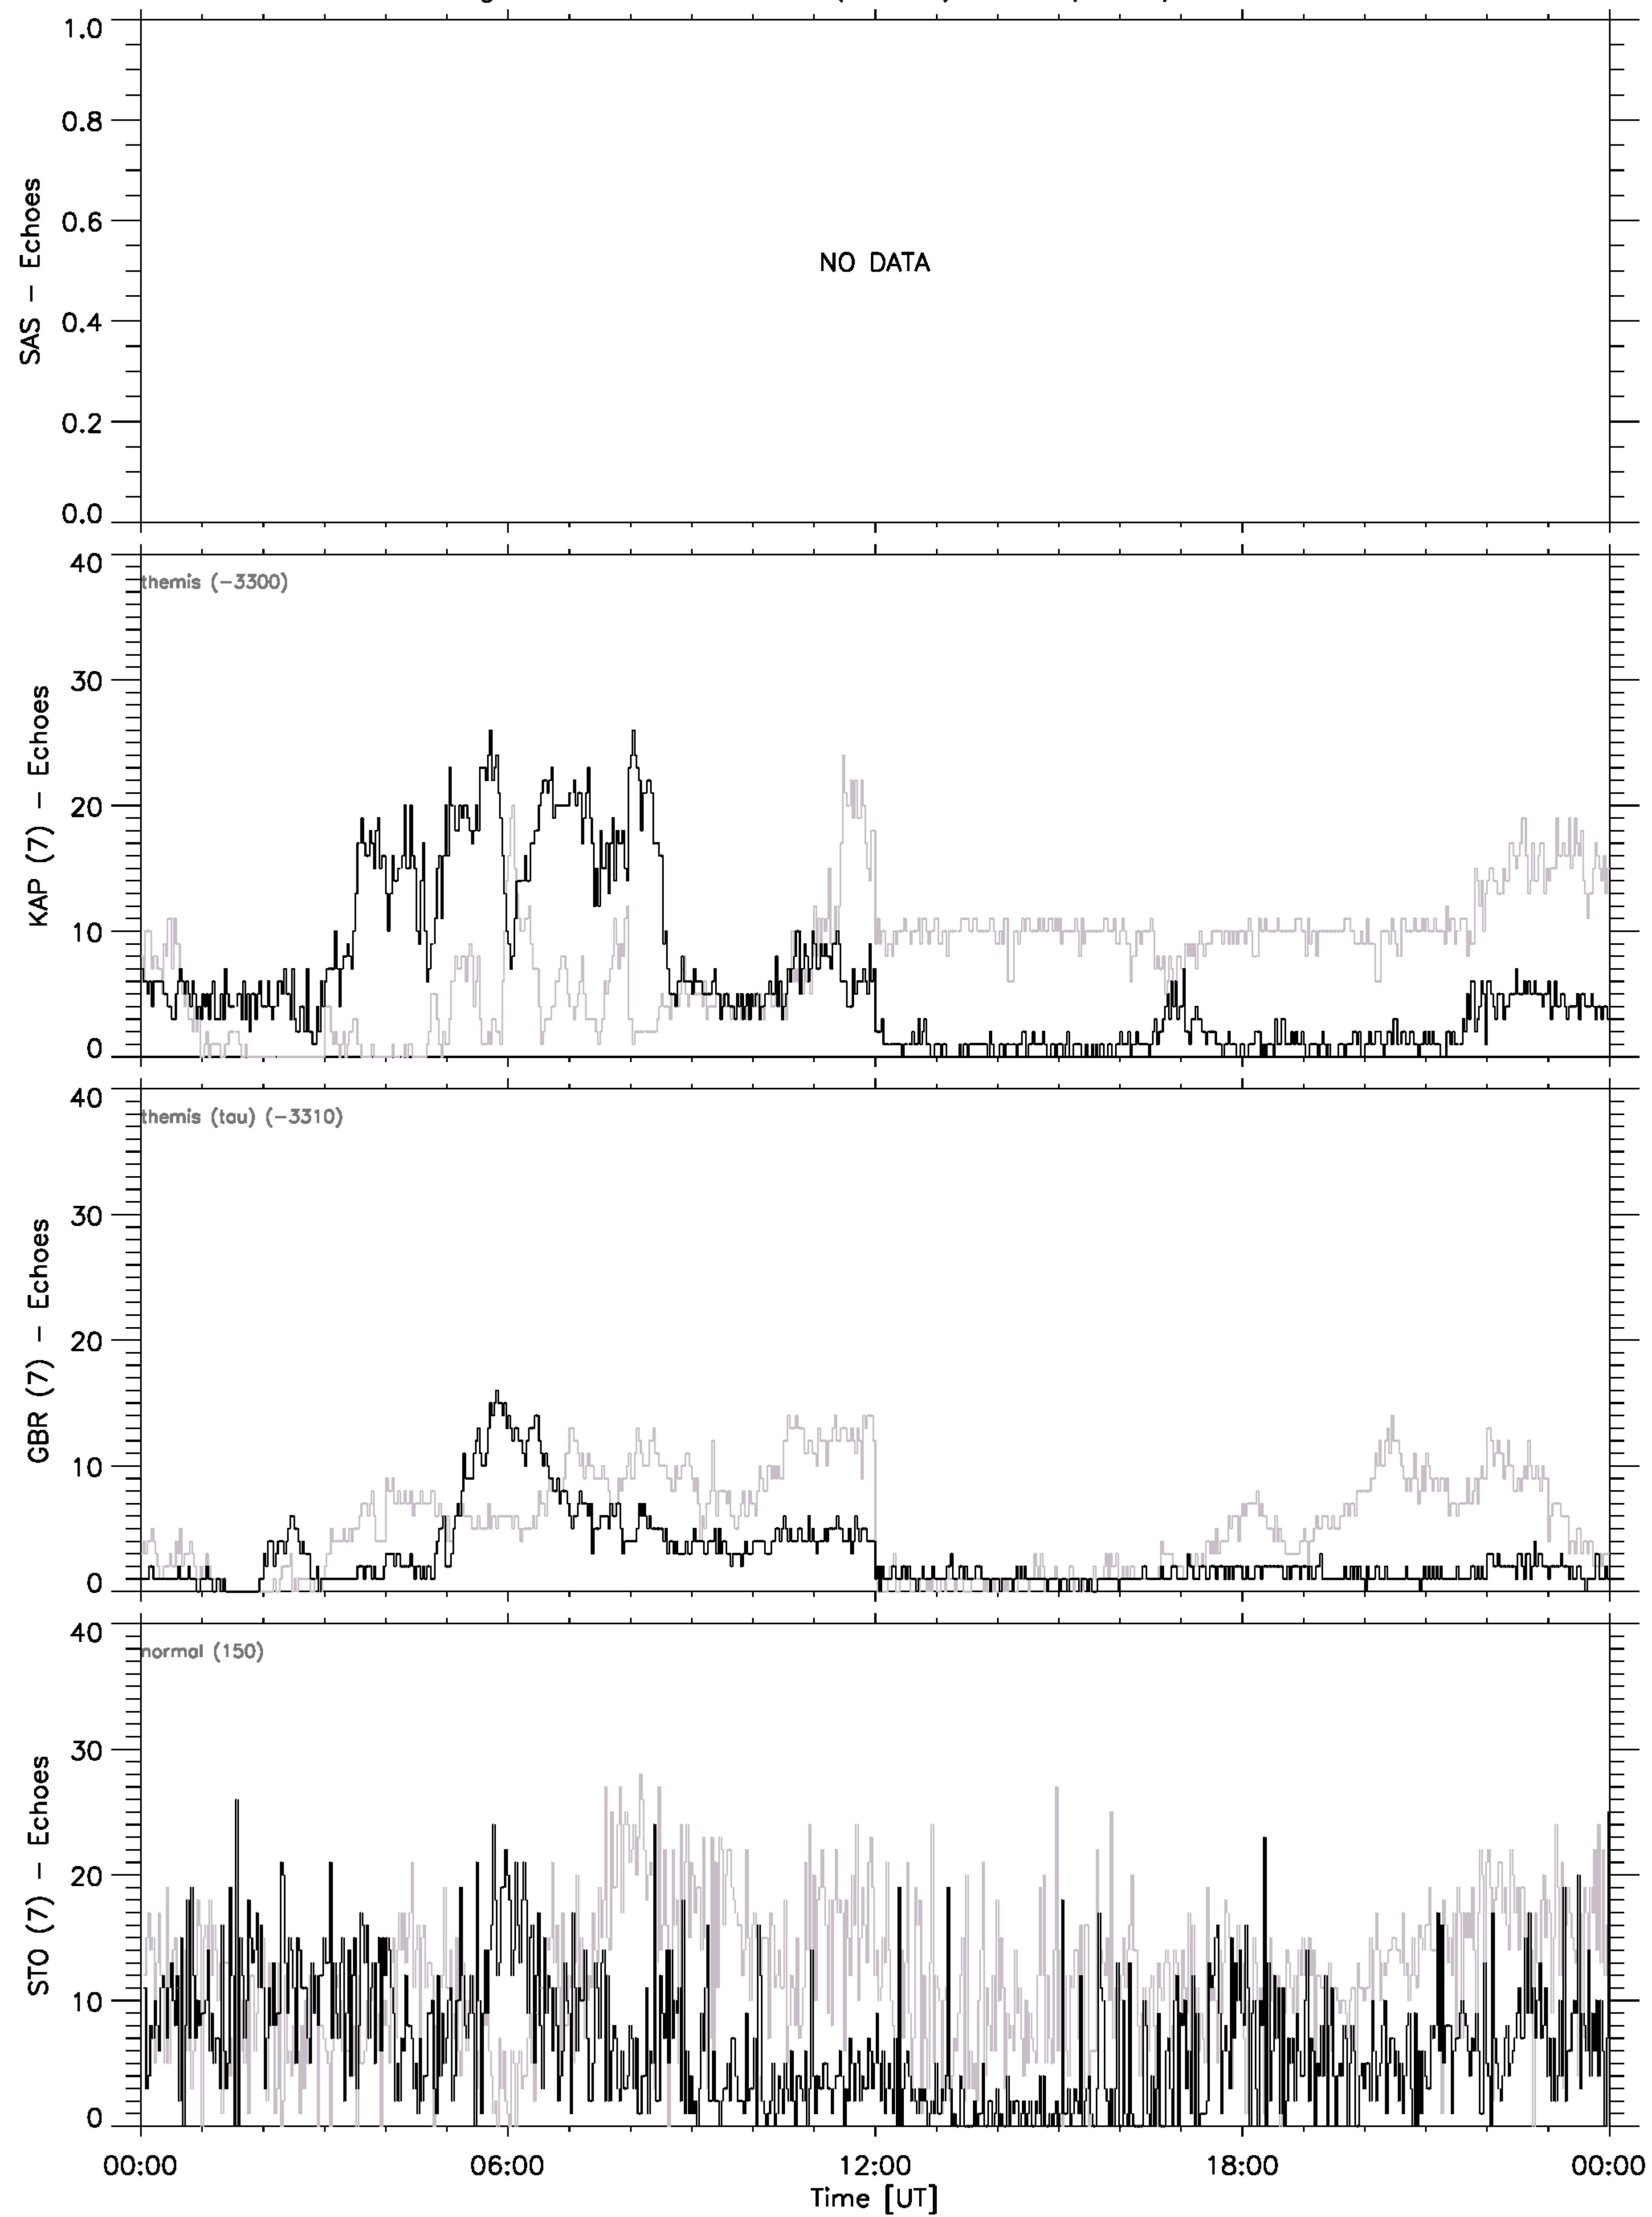 1.0
0.8
0.6
0.4
0.2
0.0
SAS – Echoes
NO DATA
40
30
20
10
0
KAP (7) – Echoes
themis (-3300)
40
30
20
10
0
GBR (7) – Echoes
themis (tau) (-3310)
40
30
20
10
0
STO (7) – Echoes
normal (150)
00:00 06:00 12:00 18:00 00:00
Time [UT]